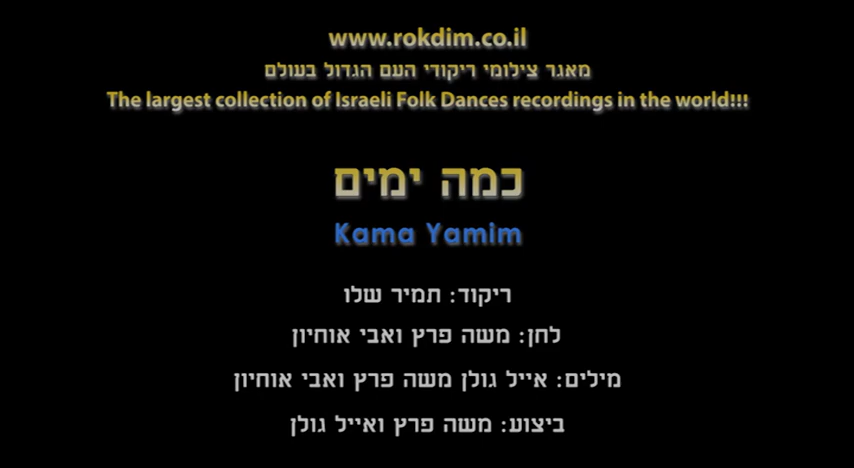 www.rokdim.co.il
מאגר צילומי ריקודי העם הגדול בעולם
The largest collection of Israeli Folk Dances recordings in the world!!!
כמה ימים
Kama Yamim
ריקוד: תמיר שלו
לחן: משה פרץ ואבי אוחיון
מילים: אייל גולן משה פרץ ואבי אוחיון
ביצוע: משה פרץ ואייל גולן